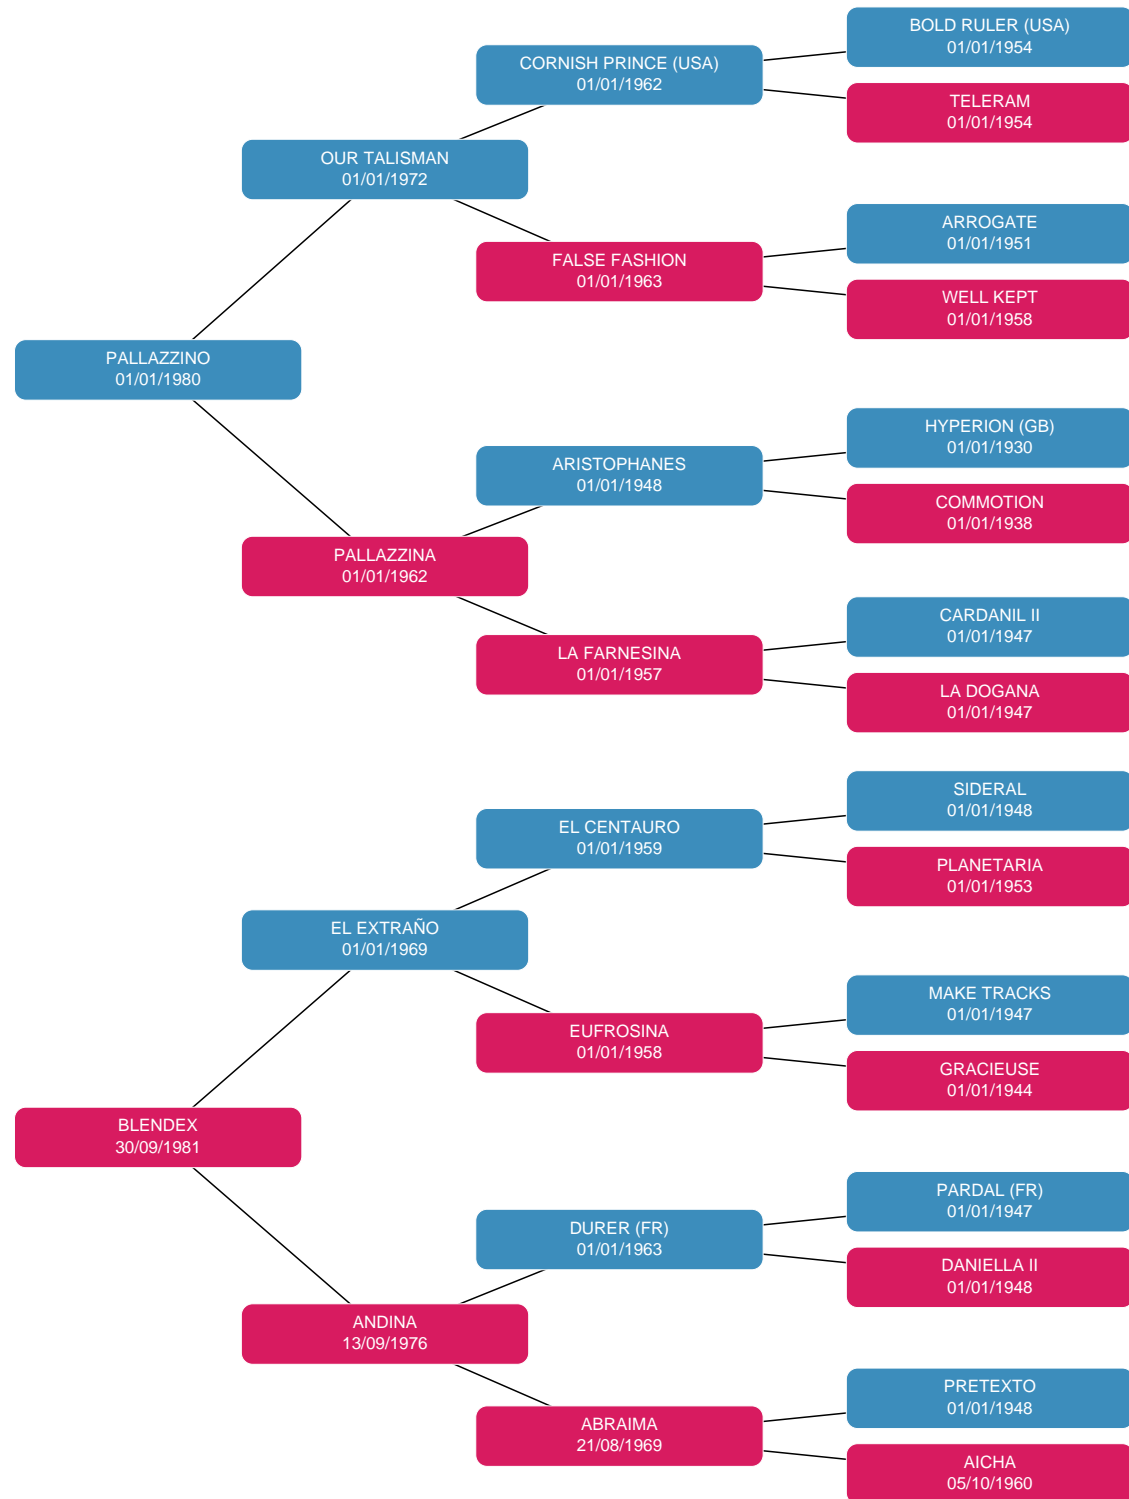 BOLD RULER (USA)
01/01/1954
CORNISH PRINCE (USA)
01/01/1962
TELERAM
01/01/1954
OUR TALISMAN
01/01/1972
ARROGATE
01/01/1951
FALSE FASHION
01/01/1963
WELL KEPT
01/01/1958
PALLAZZINO
01/01/1980
HYPERION (GB)
01/01/1930
ARISTOPHANES
01/01/1948
COMMOTION
01/01/1938
PALLAZZINA
01/01/1962
CARDANIL II
01/01/1947
LA FARNESINA
01/01/1957
LA DOGANA
01/01/1947
SIDERAL
01/01/1948
EL CENTAURO
01/01/1959
PLANETARIA
01/01/1953
EL EXTRAÑO
01/01/1969
MAKE TRACKS
01/01/1947
EUFROSINA
01/01/1958
GRACIEUSE
01/01/1944
BLENDEX
30/09/1981
PARDAL (FR)
01/01/1947
DURER (FR)
01/01/1963
DANIELLA II
01/01/1948
ANDINA
13/09/1976
PRETEXTO
01/01/1948
ABRAIMA
21/08/1969
AICHA
05/10/1960